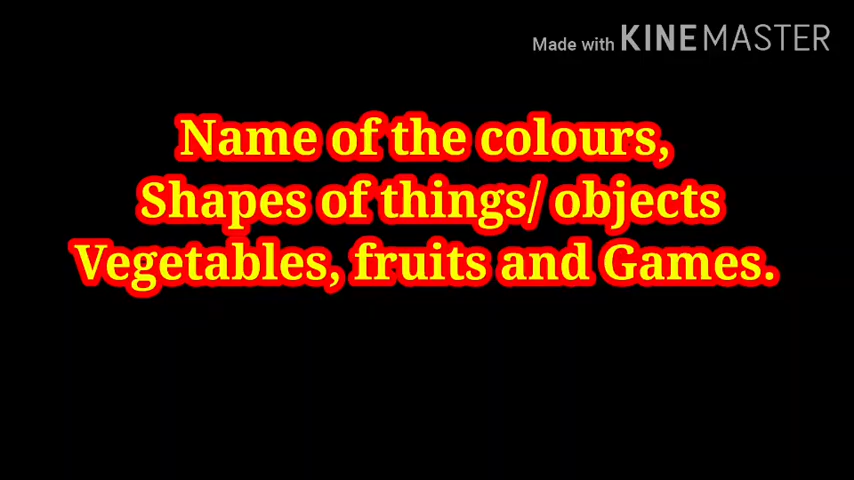 Made with KINEMASTER
Name of the colours,
Shapes of things/ objects
Vegetables, fruits and Games.